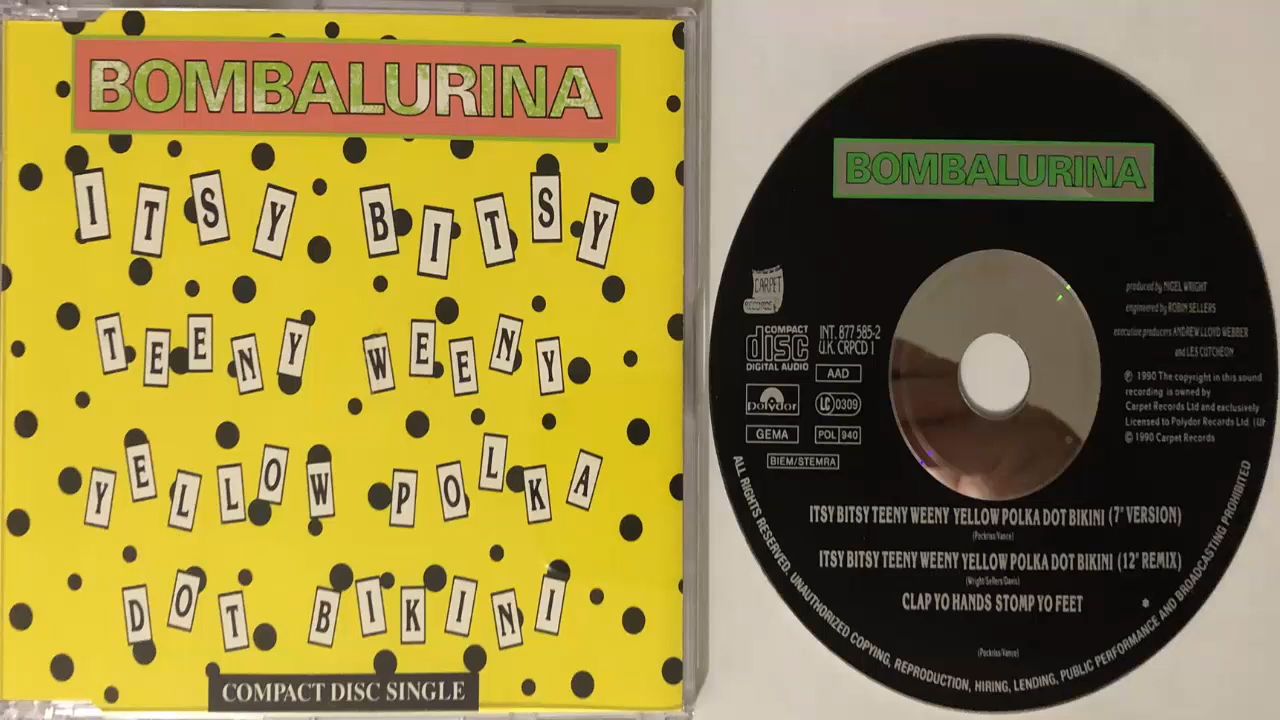 BOMBALURINA
ITSY BITSY
TEENY WEENY
YELLOW POLKA
DOT BIKINI
COMPACT DISC SINGLE
BOMBALURINA
CARPET
RECORDS
COMPACT
disc
DIGITAL AUDIO
INT. 877 585-2
U.K. CRPCD 1
AAD
polydor
LC 0309
GEMA
POL 940
BIEM/STEMRA
produced by NIGEL WRIGHT
engineered by ROBIN SELLERS
executive producers ANDREW LLOYD WEBBER
and LES CUTCHEON
℗ 1990 The copyright in this sound
recording is owned by
Carpet Records Ltd and exclusively
Licensed to Polydor Records Ltd.
© 1990 Carpet Records
ITSY BITSY TEENY WEENY YELLOW POLKA DOT BIKINI (7" VERSION)
(Pockriss/Vance)
ITSY BITSY TEENY WEENY YELLOW POLKA DOT BIKINI (12" REMIX)
(Wright/Sellers/Davis)
CLAP YO HANDS STOMP YO FEET
(Pockriss/Vance)
ALL RIGHTS RESERVED. UNAUTHORIZED COPYING, REPRODUCTION, HIRING, LENDING, PUBLIC PERFORMANCE AND BROADCASTING PROHIBITED